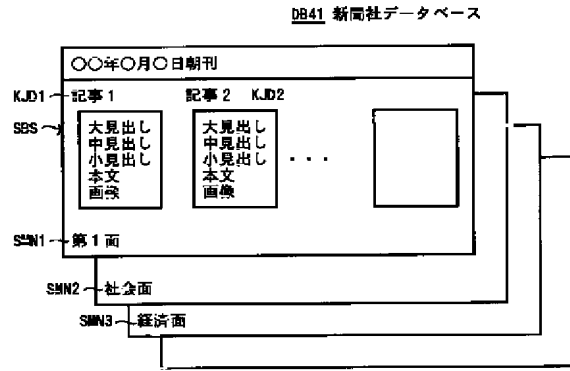 DB41 新聞社データベース
○○年○月○日朝刊
KJD1 記事1 記事2 KJD2
SBS
大見出し 大見出し
中見出し 中見出し
小見出し 小見出し ...
本文 本文
画像 画像
SMN1 第1面
SMN2 社会面
SMN3 経済面